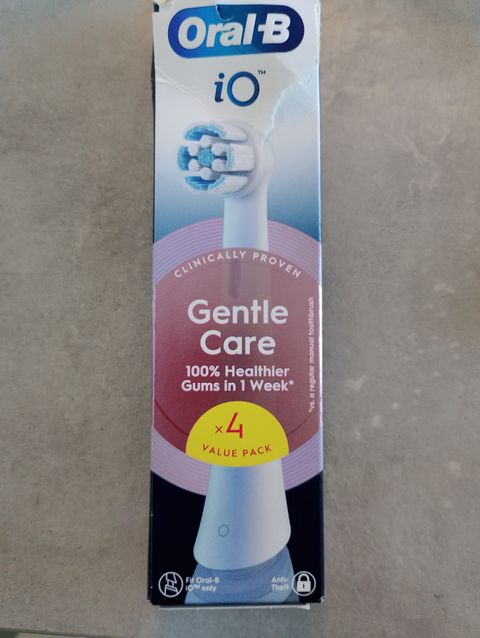 Oral-B
iO™
CLINICALLY PROVEN
Gentle
Care
100% Healthier
Gums in 1 Week*
*vs. a regular manual toothbrush
×4
VALUE PACK
Fit Oral-B
iO™ only
Anti-
Theft